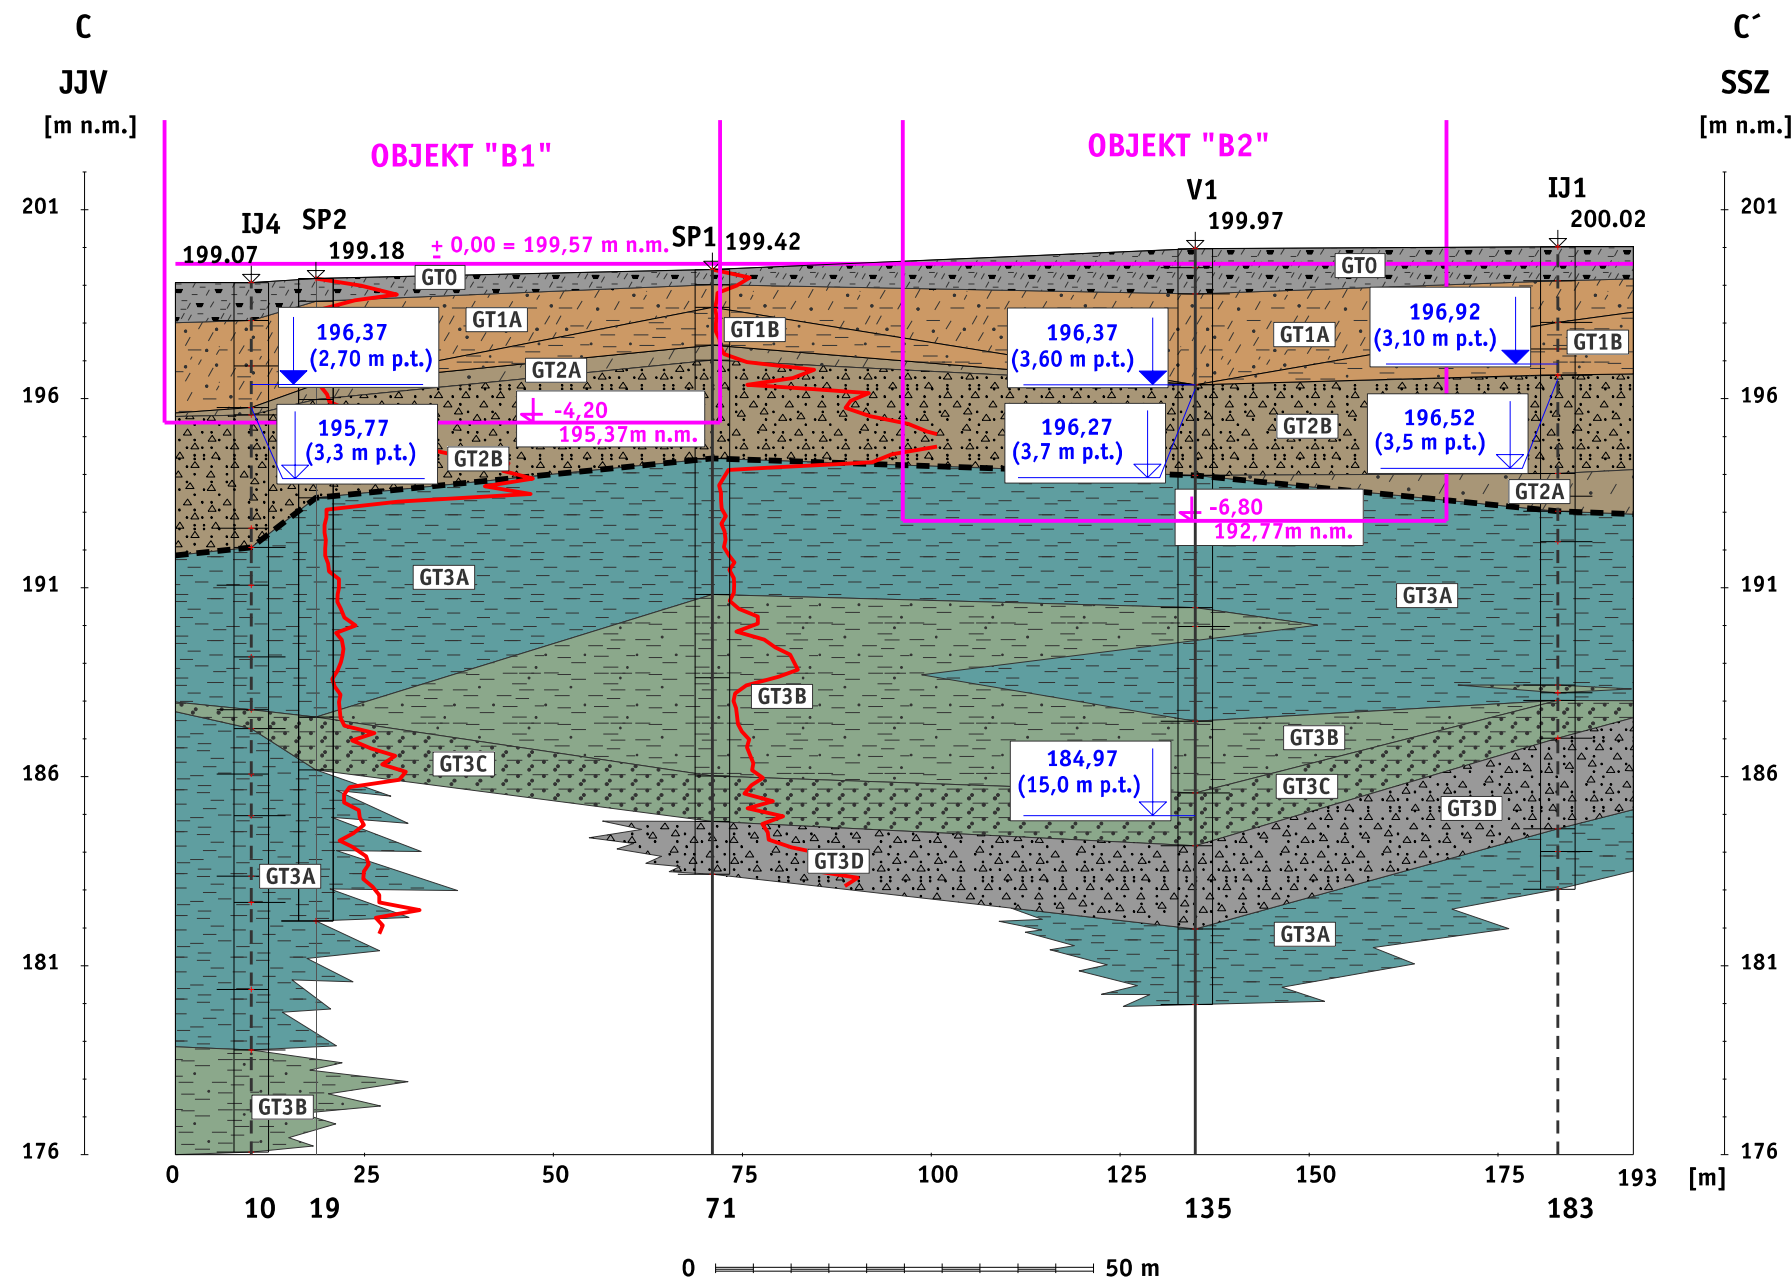 C
C´
JJV
SSZ
[m n.m.]
[m n.m.]
OBJEKT "B1"
OBJEKT "B2"
V1
IJ1
201
IJ4
SP2
SP1
199.97
200.02
201
199.07
199.18
± 0,00 = 199,57 m n.m.
199.42
GT0
GT0
GT1A
GT1B
GT1A
GT1B
196,37
(2,70 m p.t.)
196,37
(3,60 m p.t.)
196,92
(3,10 m p.t.)
GT2A
196
196
-4,20
195,37m n.m.
195,77
(3,3 m p.t.)
196,27
(3,7 m p.t.)
GT2B
196,52
(3,5 m p.t.)
GT2B
GT2A
-6,80
192,77m n.m.
191
GT3A
GT3A
191
GT3B
GT3B
GT3C
184,97
(15,0 m p.t.)
GT3C
186
186
GT3D
GT3D
GT3A
GT3A
181
181
GT3B
176
176
0
25
50
75
100
125
150
175
193
[m]
10
19
71
135
183
0
50 m